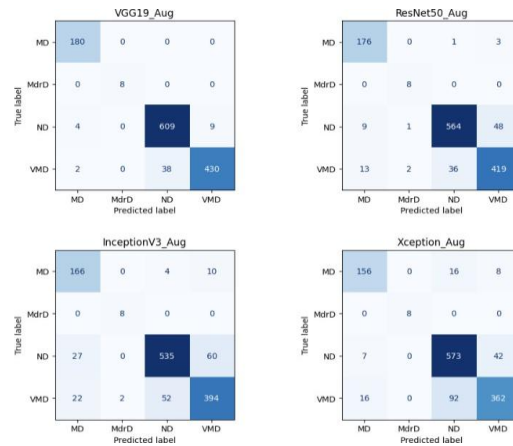 VGG19_Aug
MD 180 0 0 0
MdrD 0 8 0 0
ND 4 0 609 9
VMD 2 0 38 430
MD MdrD ND VMD
Predicted label
True label
ResNet50_Aug
MD 176 0 1 3
MdrD 0 8 0 0
ND 9 1 564 48
VMD 13 2 36 419
MD MdrD ND VMD
Predicted label
True label
InceptionV3_Aug
MD 166 0 4 10
MdrD 0 8 0 0
ND 27 0 535 60
VMD 22 2 52 394
MD MdrD ND VMD
Predicted label
True label
Xception_Aug
MD 156 0 16 8
MdrD 0 8 0 0
ND 7 0 573 42
VMD 16 0 92 362
MD MdrD ND VMD
Predicted label
True label